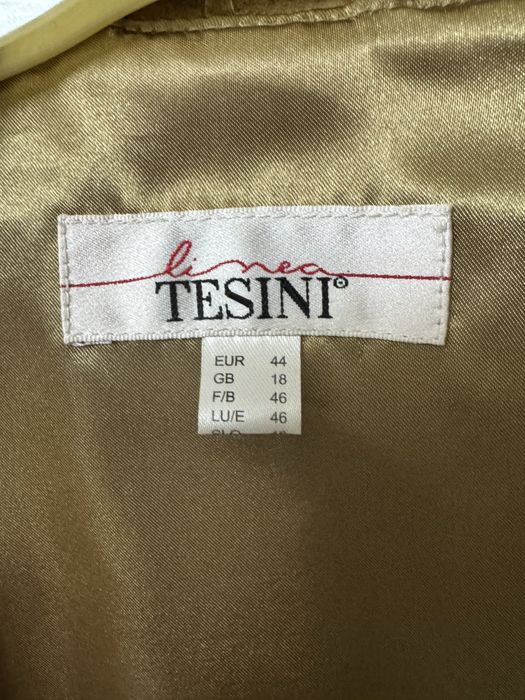 linea
TESINI®
EUR 44
GB 18
F/B 46
LU/E 46